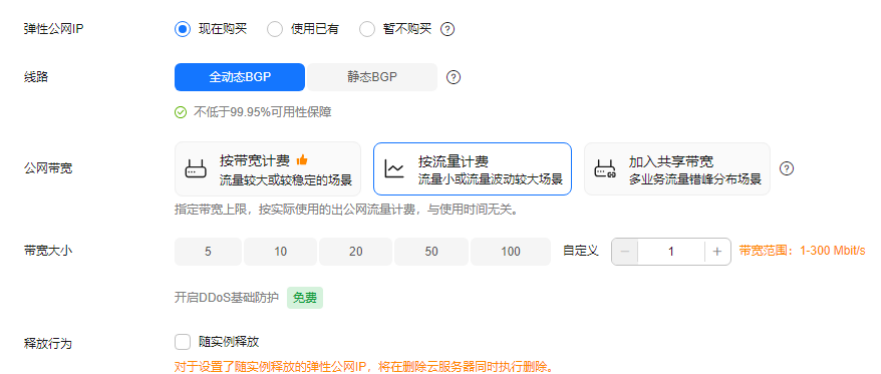 弹性公网IP 现在购买 使用已有 暂不购买 ?
线路 全动态BGP 静态BGP ?
不低于99.95%可用性保障
公网带宽 按带宽计费 按流量计费 加入共享带宽 ?
流量较大或较稳定的场景 流量小或流量波动较大场景 多业务流量错峰分布场景
指定带宽上限，按实际使用的出公网流量计费，与使用时间无关。
带宽大小 5 10 20 50 100 自定义 − 1 + 带宽范围：1-300 Mbit/s
开启DDoS基础防护 免费
释放行为 随实例释放
对于设置了随实例释放的弹性公网IP，将在删除云服务器同时执行删除。